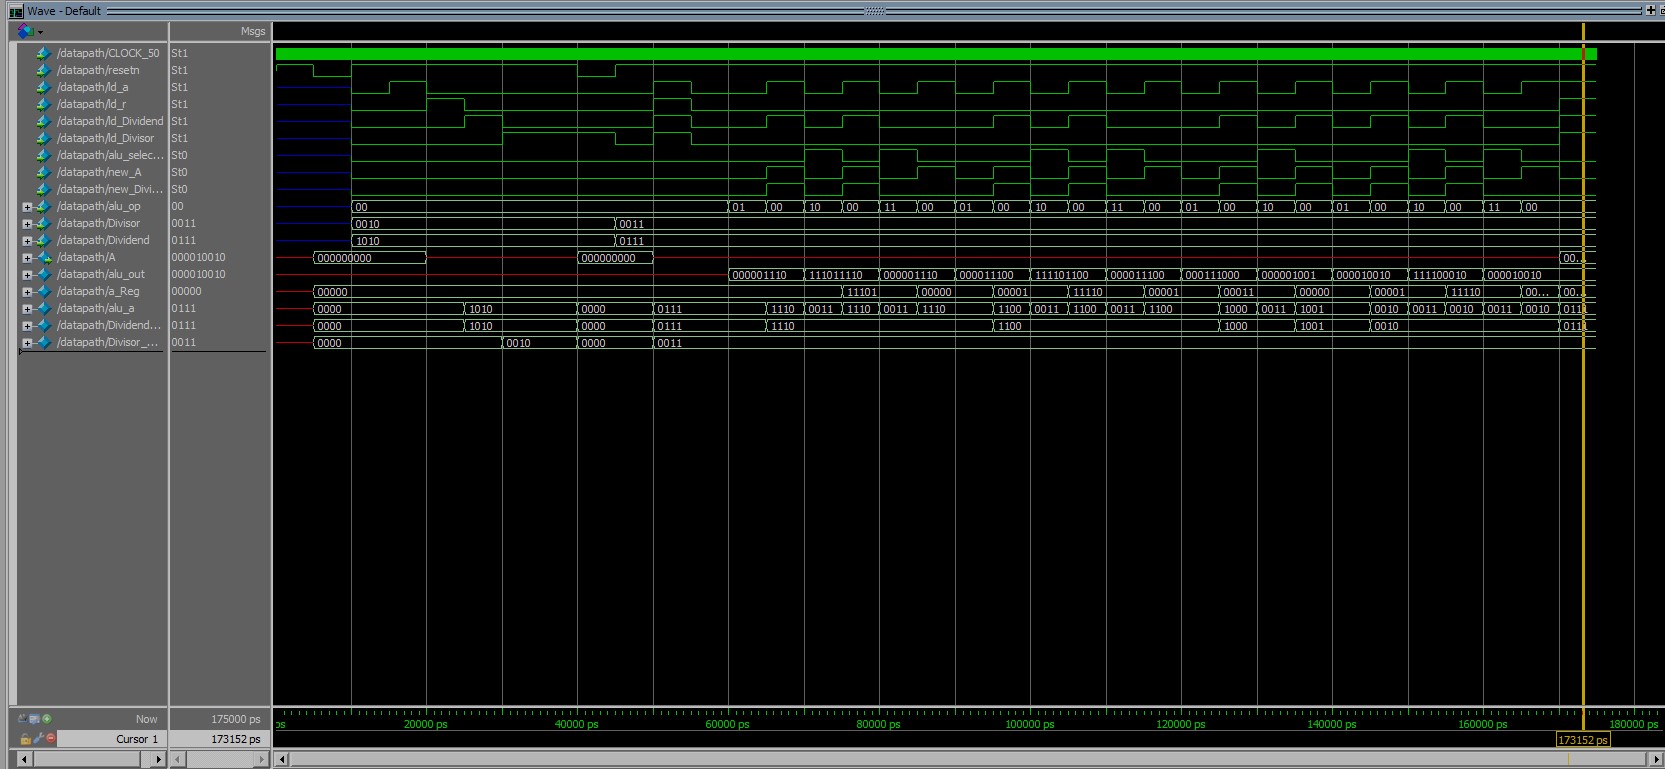 Wave - Default
Msgs
/datapath/CLOCK_50 St1
/datapath/resetn St1
/datapath/ld_a St1
/datapath/ld_r St1
/datapath/ld_Dividend St1
/datapath/ld_Divisor St1
/datapath/alu_selec... St0
/datapath/new_A St0
/datapath/new_Divi... St0
/datapath/alu_op 00 00 01 00 10 00 11 00 01 00 10 00 11 00 01 00 10 00 01 00 10 00 11 00
/datapath/Divisor 0011 0010 0011
/datapath/Dividend 0111 1010 0111
/datapath/A 000010010 000000000 000000000 00...
/datapath/alu_out 000010010 000001110 111011110 000001110 000011100 111101100 000011100 000111000 000001001 000010010 111100010 000010010
/datapath/a_Reg 00000 00000 11101 00000 00001 11110 00001 00011 00000 00001 11110 00... 00...
/datapath/alu_a 0111 0000 1010 0000 0111 1110 0011 1110 0011 1110 1100 0011 1100 0011 1100 1000 0011 1001 0010 0011 0010 0011 0010 0111
/datapath/Dividend... 0111 0000 1010 0000 0111 1110 1100 1000 1001 0010 0111
/datapath/Divisor_... 0011 0000 0010 0000 0011
Now 175000 ps ps 20000 ps 40000 ps 60000 ps 80000 ps 100000 ps 120000 ps 140000 ps 160000 ps 180000 ps
Cursor 1 173152 ps 173152 ps